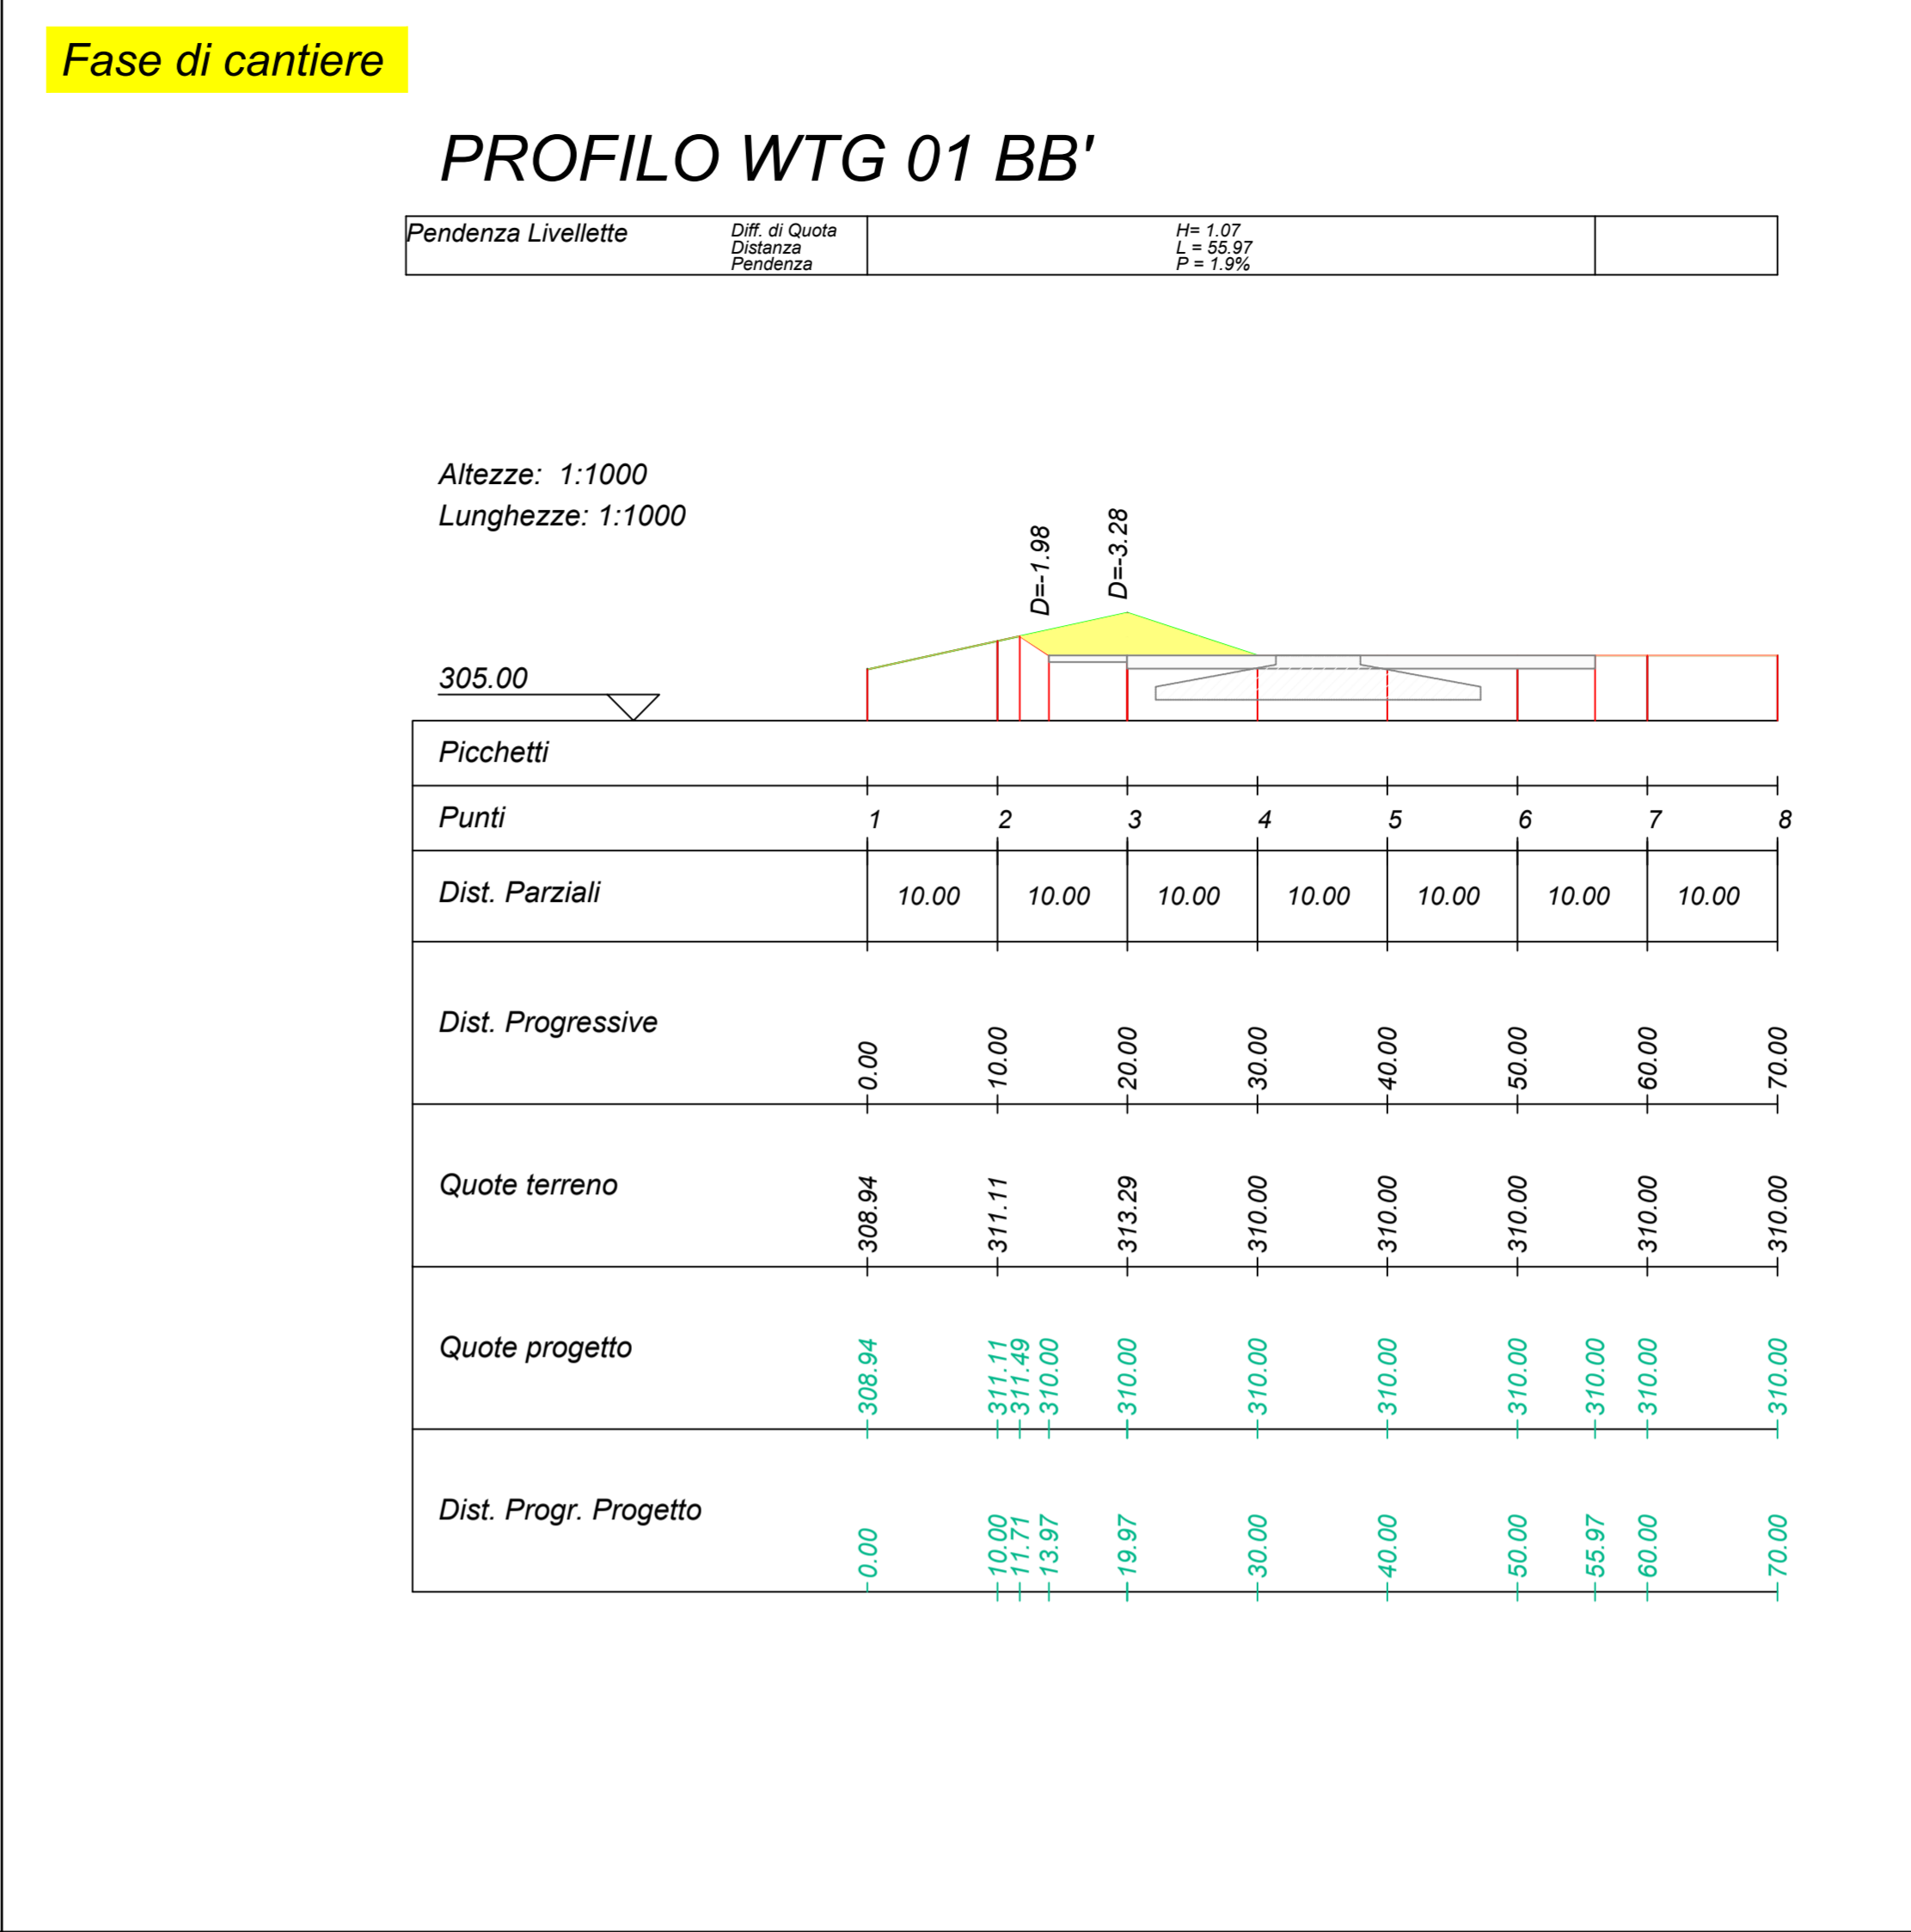 Fase di cantiere
PROFILO WTG 01 BB'
Pendenza Livellette
Diff. di Quota
Distanza
Pendenza
H= 1.07
L = 55.97
P = 1.9%
Altezze: 1:1000
Lunghezze: 1:1000
D=-1.98
D=-3.28
305.00
Picchetti
Punti 1 2 3 4 5 6 7 8
Dist. Parziali 10.00 10.00 10.00 10.00 10.00 10.00 10.00
Dist. Progressive 0.00 10.00 20.00 30.00 40.00 50.00 60.00 70.00
Quote terreno 308.94 311.11 313.29 310.00 310.00 310.00 310.00 310.00
Quote progetto 308.94 311.11 311.49 310.00 310.00 310.00 310.00 310.00 310.00 310.00 310.00
Dist. Progr. Progetto 0.00 10.00 11.71 13.97 19.97 30.00 40.00 50.00 55.97 60.00 70.00